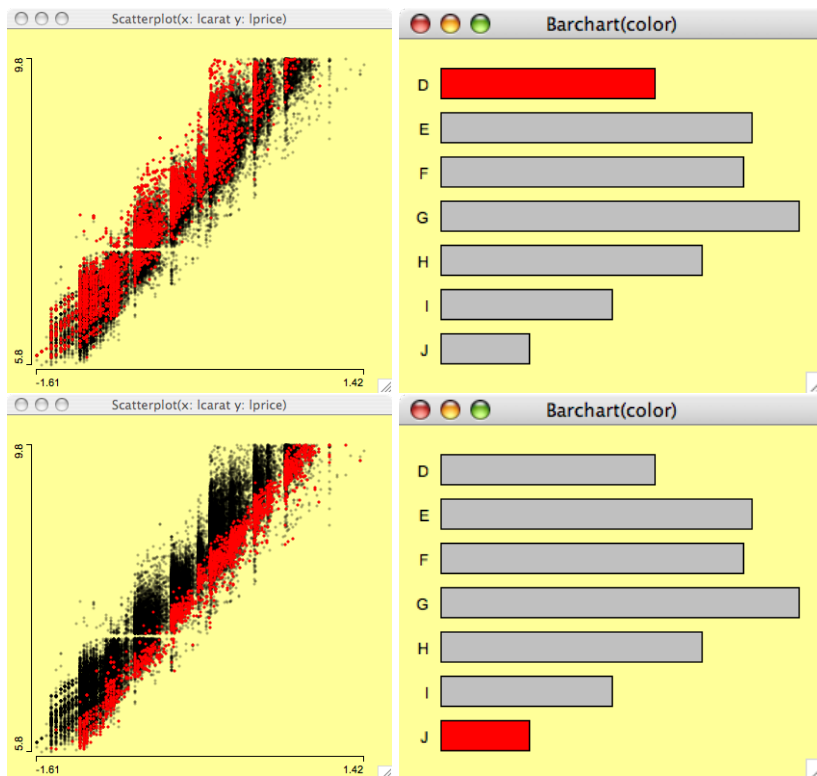 Scatterplot(x: lcarat y: lprice)
9.8
5.8
-1.61 1.42
Barchart(color)
D
E
F
G
H
I
J
Scatterplot(x: lcarat y: lprice)
9.8
5.8
-1.61 1.42
Barchart(color)
D
E
F
G
H
I
J